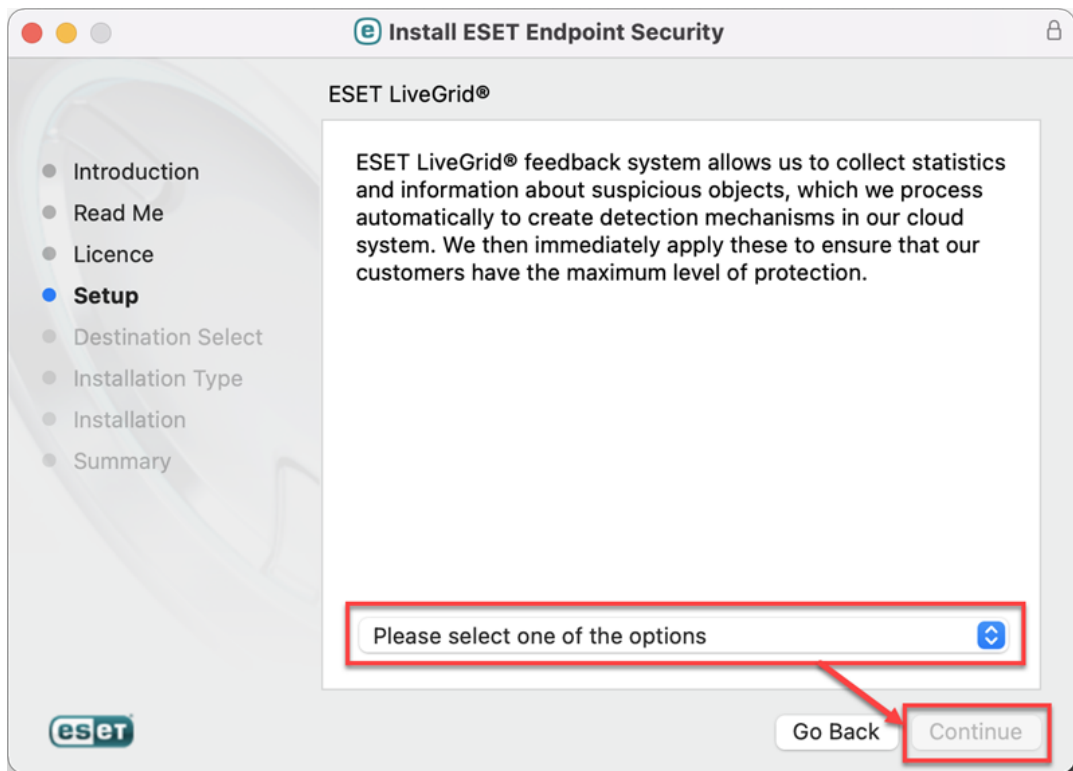 Install ESET Endpoint Security
ESET LiveGrid®
Introduction
Read Me
Licence
Setup
Destination Select
Installation Type
Installation
Summary
ESET LiveGrid® feedback system allows us to collect statistics
and information about suspicious objects, which we process
automatically to create detection mechanisms in our cloud
system. We then immediately apply these to ensure that our
customers have the maximum level of protection.
Please select one of the options
eset
Go Back
Continue